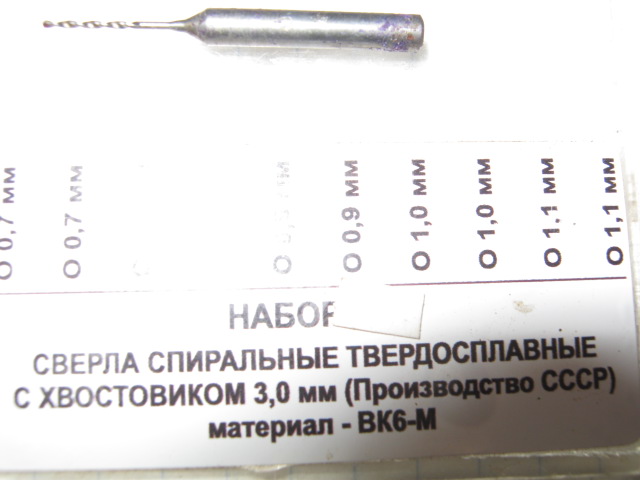 O 0,7 мм
O 0,7 мм
O 0,9 мм
O 1,0 мм
O 1,0 мм
O 1,1 мм
O 1,1 мм
НАБОР
СВЕРЛА СПИРАЛЬНЫЕ ТВЕРДОСПЛАВНЫЕ
С ХВОСТОВИКОМ 3,0 мм (Производство СССР)
материал - ВК6-М